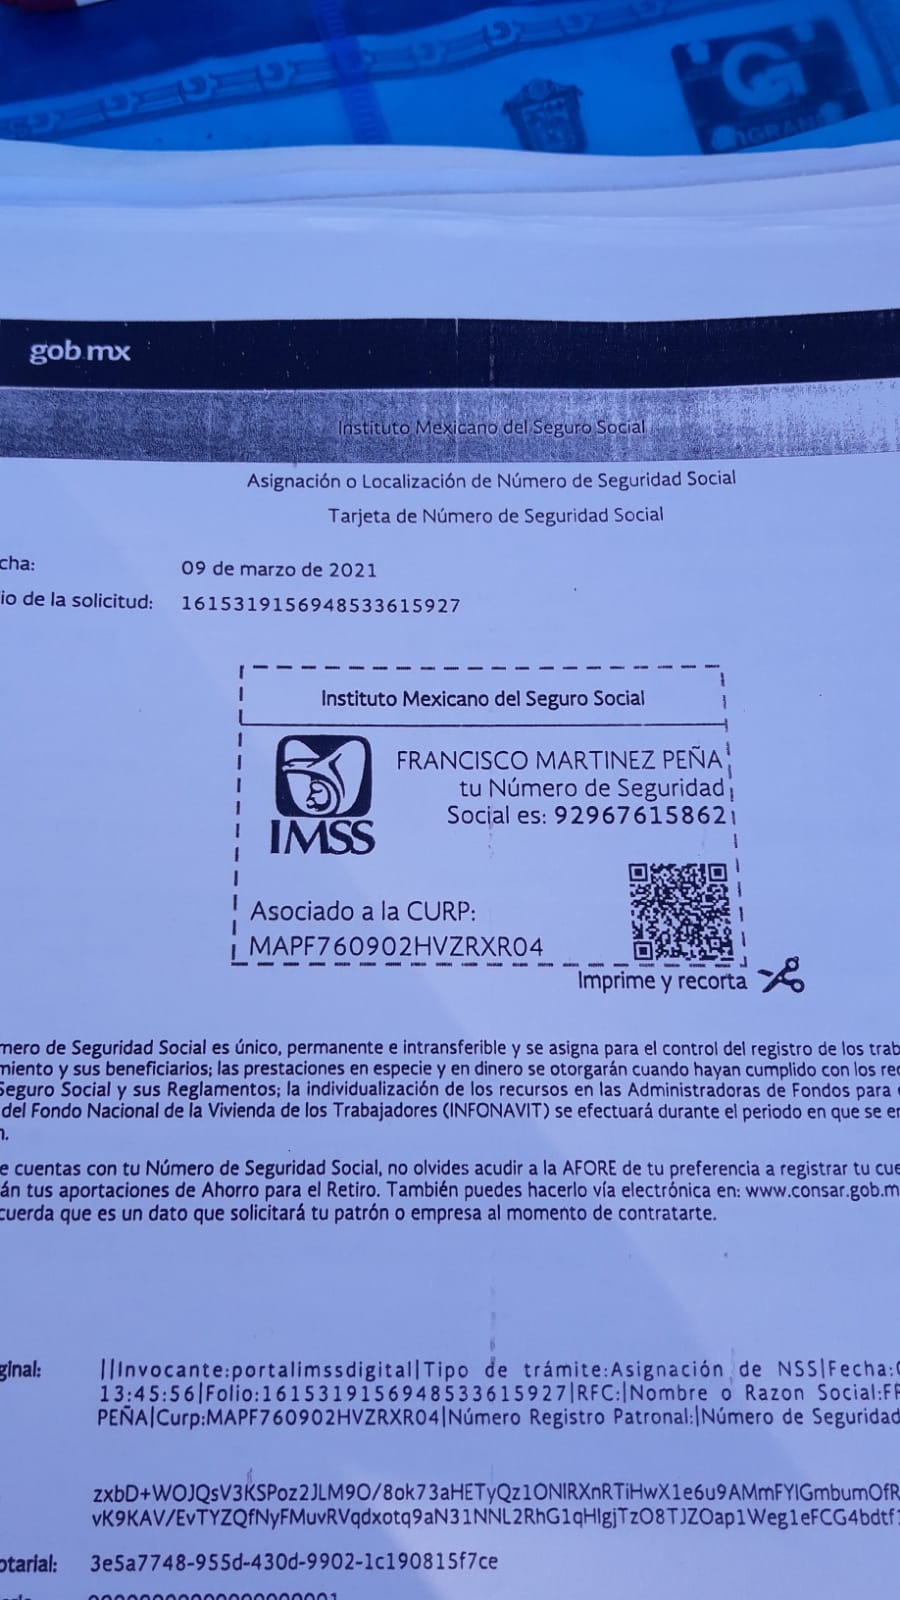 G
gob.mx
Instituto Mexicano del Seguro Social
Asignación o Localización de Número de Seguridad Social
Tarjeta de Número de Seguridad Social
cha: 09 de marzo de 2021
io de la solicitud: 1615319156948533615927
Instituto Mexicano del Seguro Social
FRANCISCO MARTINEZ PEÑA
tu Número de Seguridad
Social es: 92967615862
IMSS
Asociado a la CURP:
MAPF760902HVZRXR04
Imprime y recorta
mero de Seguridad Social es único, permanente e intransferible y se asigna para el control del registro de los trab
miento y sus beneficiarios; las prestaciones en especie y en dinero se otorgarán cuando hayan cumplido con los re
Seguro Social y sus Reglamentos; la individualización de los recursos en las Administradoras de Fondos para
del Fondo Nacional de la Vivienda de los Trabajadores (INFONAVIT) se efectuará durante el periodo en que se e
n.
e cuentas con tu Número de Seguridad Social, no olvides acudir a la AFORE de tu preferencia a registrar tu cue
án tus aportaciones de Ahorro para el Retiro. También puedes hacerlo vía electrónica en: www.consar.gob.m
cuerda que es un dato que solicitará tu patrón o empresa al momento de contratarte.
ginal: ||Invocante:portalimssdigital|Tipo de trámite:Asignación de NSS|Fecha:
13:45:56|Folio:1615319156948533615927|RFC:|Nombre o Razon Social:F
PEÑA|Curp:MAPF760902HVZRXR04|Número Registro Patronal:|Número de Seguridad
zxbD+WOJQsV3KSPoz2JLM9O/8ok73aHETyQz1ONIRXnRTiHwX1e6u9AMmFYIGmbumOfR
vK9KAV/EvTYZQfNyFMuvRVqdxotq9aN31NNL2RhG1qHIgjTzO8TJZOap1Weg1eFCG4bdtf
otarial: 3e5a7748-955d-430d-9902-1c190815f7ce